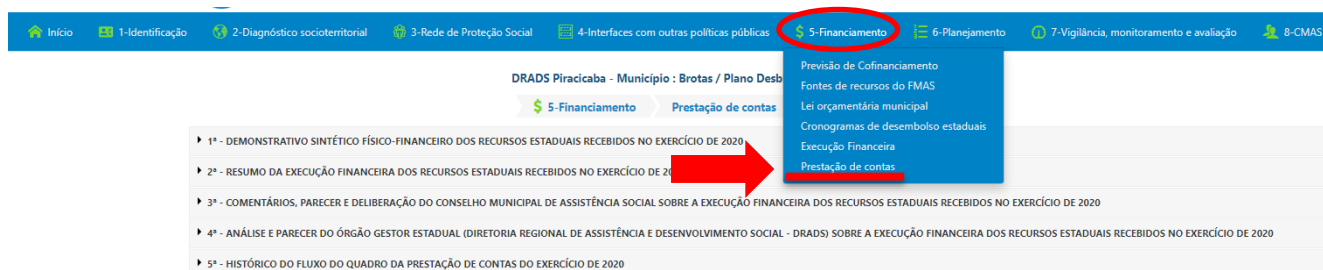 Início 1-Identificação 2-Diagnóstico socioterritorial 3-Rede de Proteção Social 4-Interfaces com outras políticas públicas $ 5-Financiamento 6-Planejamento 7-Vigilância, monitoramento e avaliação 8-CMAS
Previsão de Cofinanciamento
Fontes de recursos do FMAS
Lei orçamentária municipal
Cronogramas de desembolso estaduais
Execução Financeira
Prestação de contas
DRADS Piracicaba - Município : Brotas / Plano Desb
$ 5-Financiamento Prestação de contas
1ª - DEMONSTRATIVO SINTÉTICO FÍSICO-FINANCEIRO DOS RECURSOS ESTADUAIS RECEBIDOS NO EXERCÍCIO DE 2020
2ª - RESUMO DA EXECUÇÃO FINANCEIRA DOS RECURSOS ESTADUAIS RECEBIDOS NO EXERCÍCIO DE
3ª - COMENTÁRIOS, PARECER E DELIBERAÇÃO DO CONSELHO MUNICIPAL DE ASSISTÊNCIA SOCIAL SOBRE A EXECUÇÃO FINANCEIRA DOS RECURSOS ESTADUAIS RECEBIDOS NO EXERCÍCIO DE 2020
4ª - ANÁLISE E PARECER DO ÓRGÃO GESTOR ESTADUAL (DIRETORIA REGIONAL DE ASSISTÊNCIA E DESENVOLVIMENTO SOCIAL - DRADS) SOBRE A EXECUÇÃO FINANCEIRA DOS RECURSOS ESTADUAIS RECEBIDOS NO EXERCÍCIO DE 2020
5ª - HISTÓRICO DO FLUXO DO QUADRO DA PRESTAÇÃO DE CONTAS DO EXERCÍCIO DE 2020